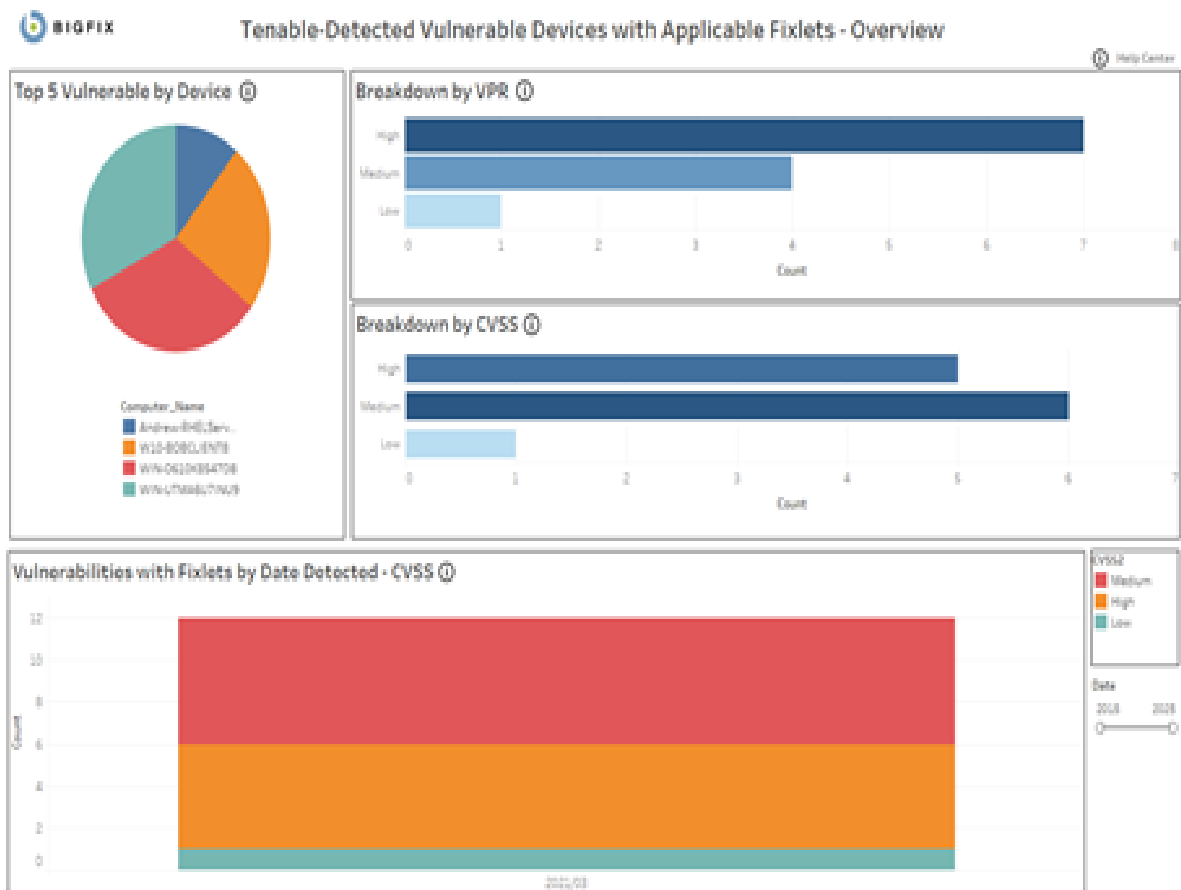 BIGFIX
Tenable-Detected Vulnerable Devices with Applicable Fixlets - Overview
Help Center
Top 5 Vulnerable by Device
Computer_Name
Breakdown by VPR
High
Medium
Low
0 1 2 3 4 5 6 7 8
Count
Breakdown by CVSS
High
Medium
Low
0 1 2 3 4 5 6 7
Count
Vulnerabilities with Fixlets by Date Detected - CVSS
12
10
8
6
4
2
0
Count
Medium
High
Low
Date